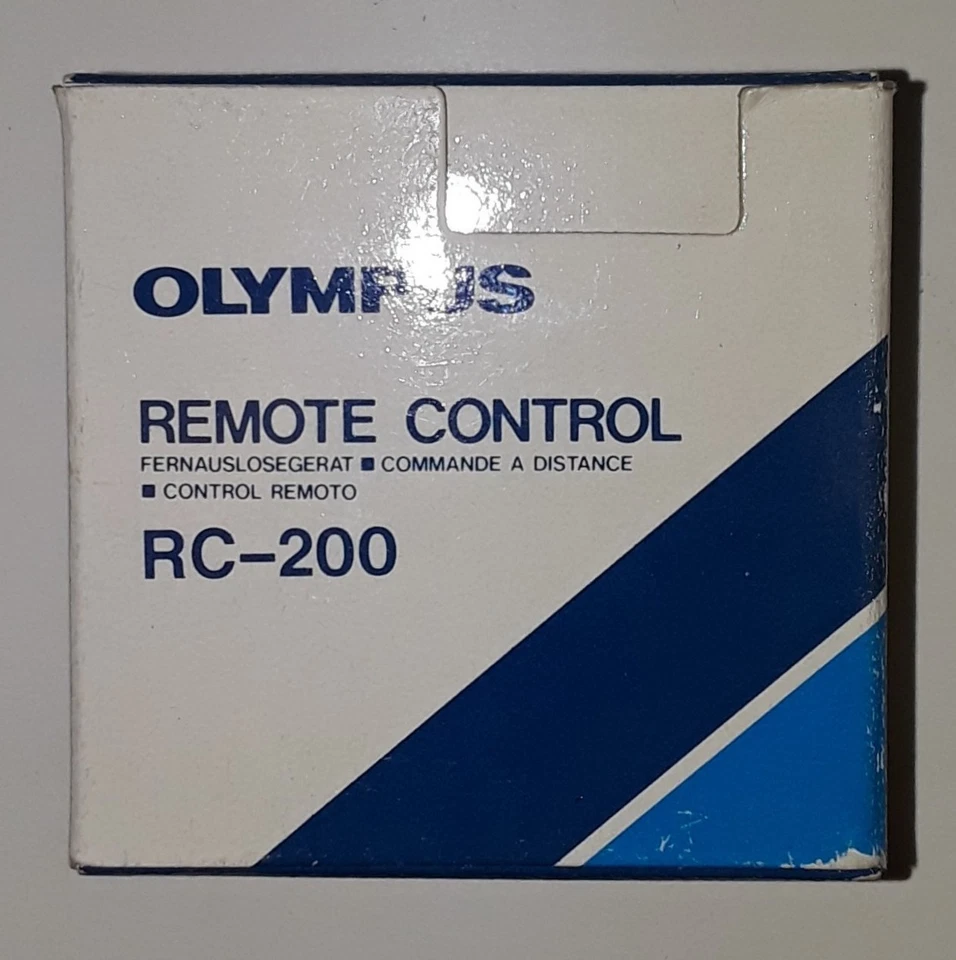 OLYMPUS
REMOTE CONTROL
FERNAUSLOSEGERAT ■ COMMANDE A DISTANCE
■ CONTROL REMOTO
RC-200